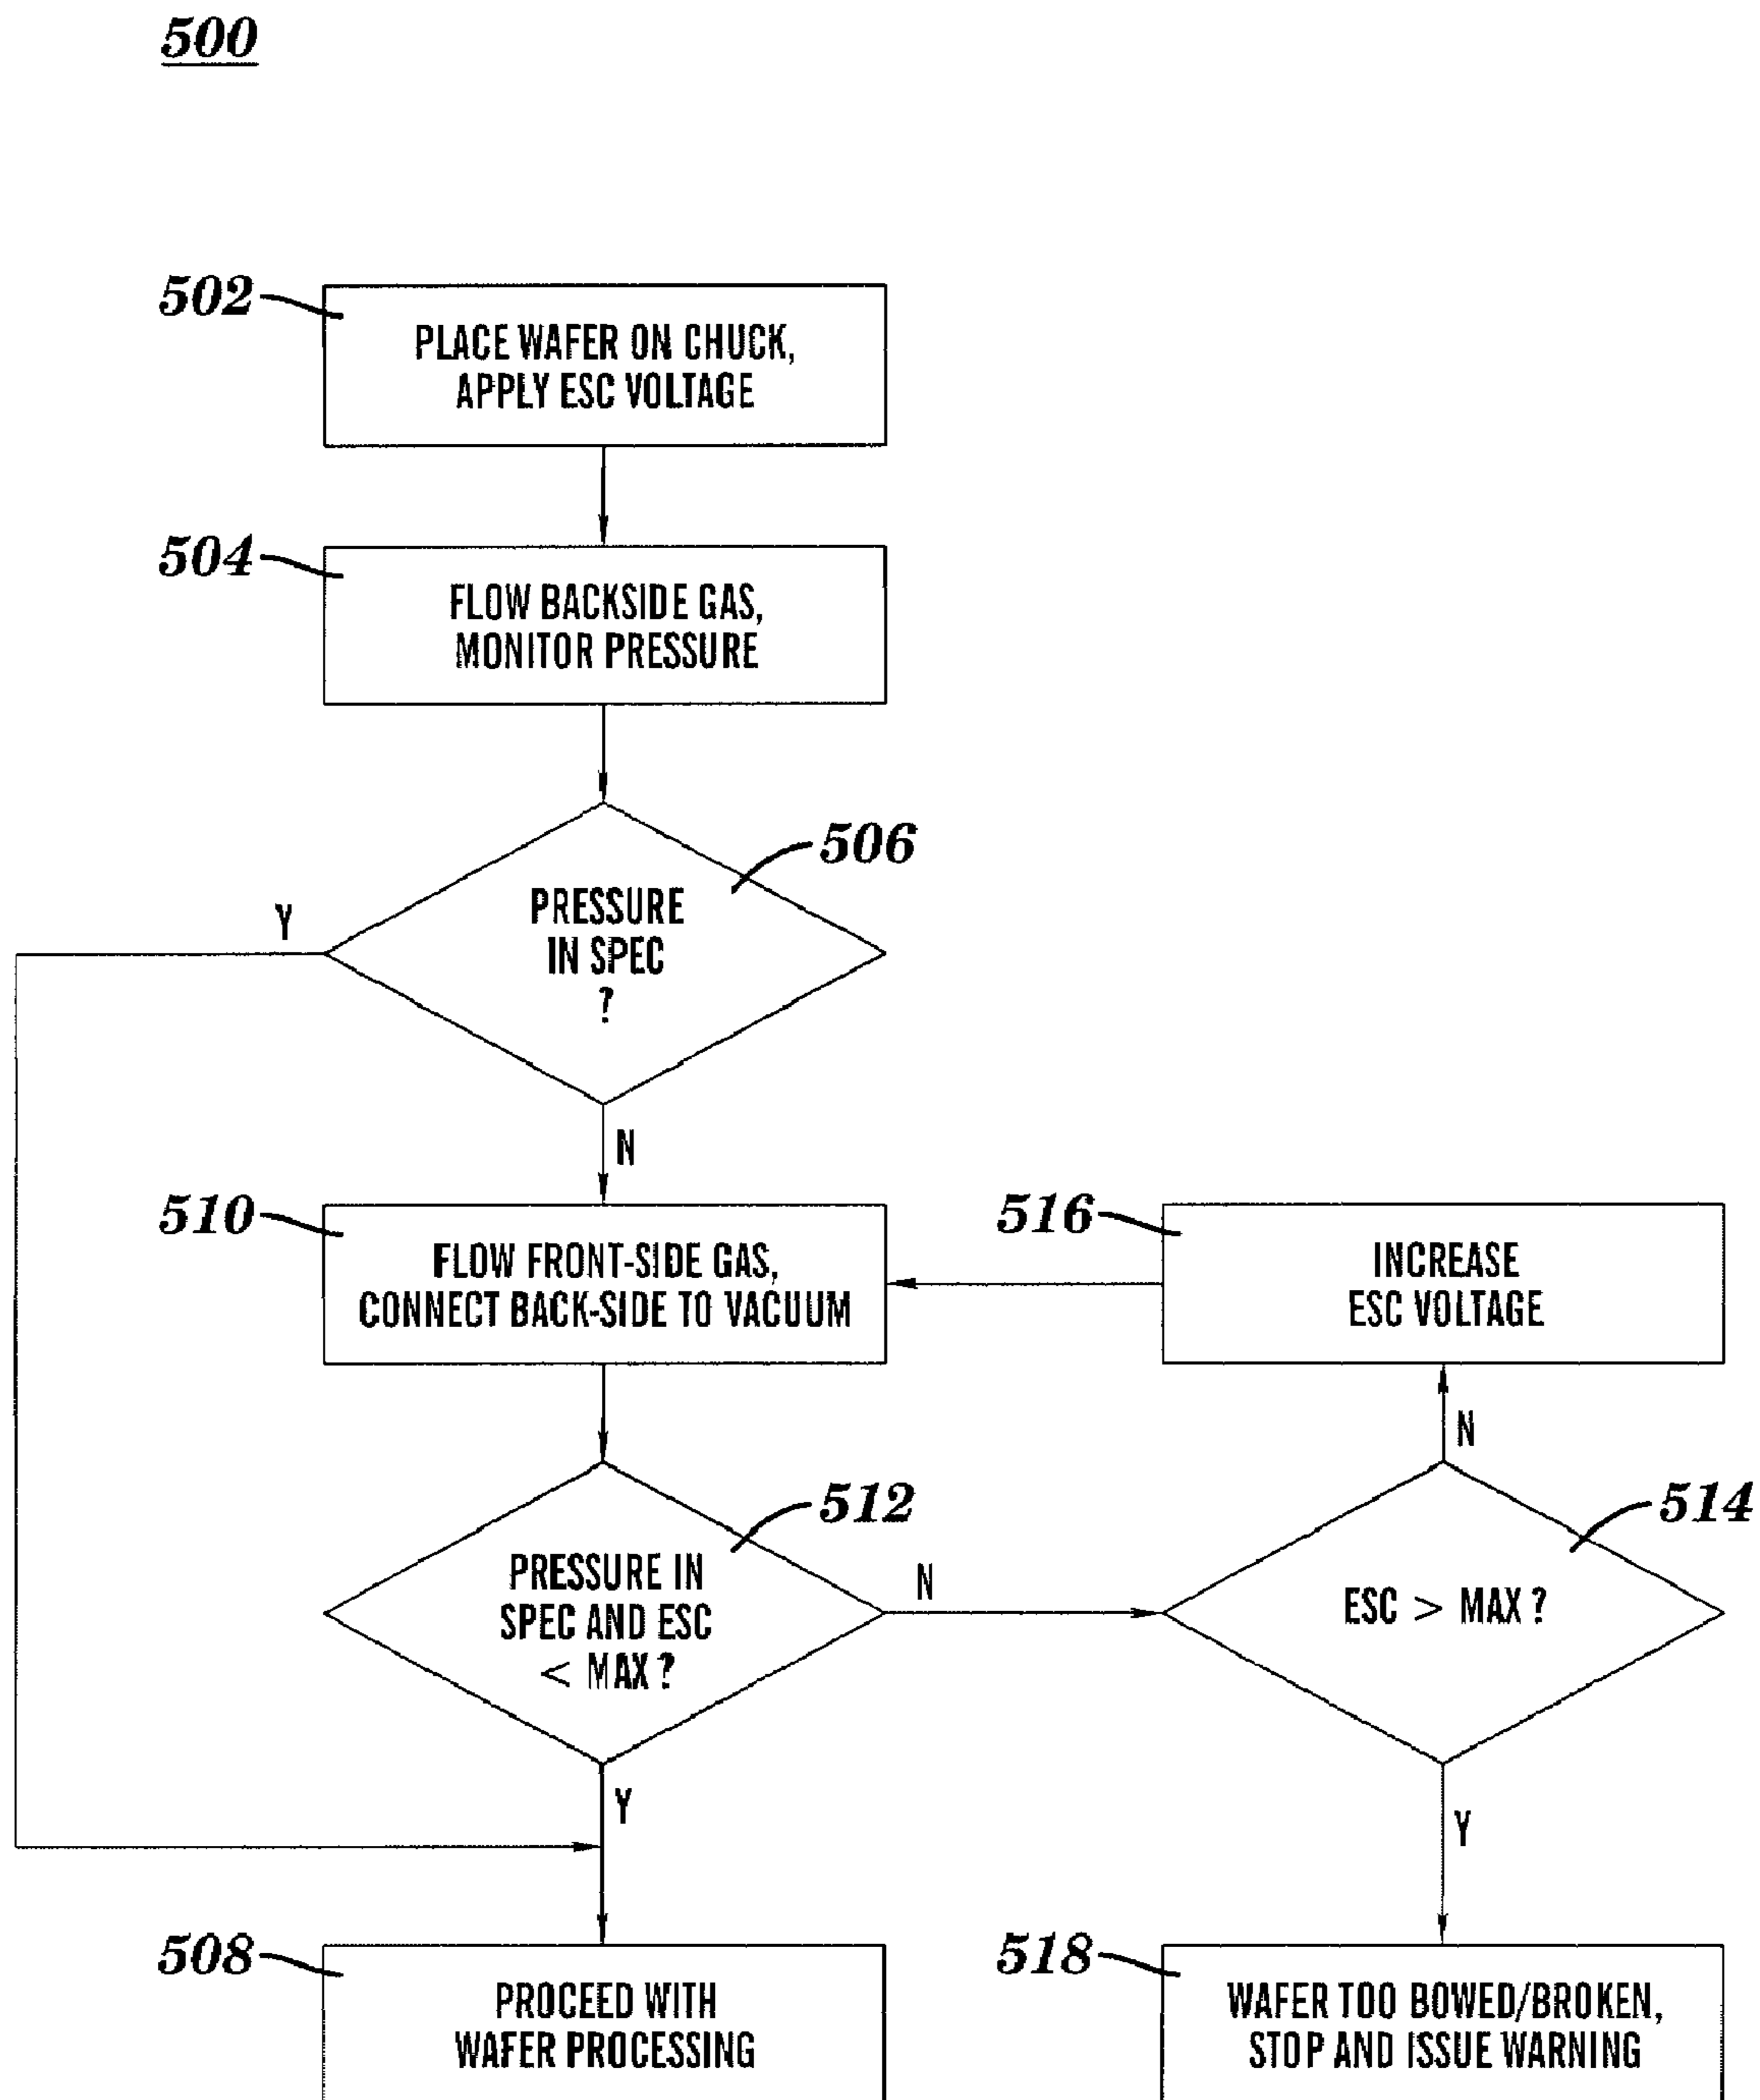 500
502
PLACE WAFER ON CHUCK,
APPLY ESC VOLTAGE
504
FLOW BACKSIDE GAS,
MONITOR PRESSURE
506
PRESSURE
IN SPEC
?
Y
N
510
FLOW FRONT-SIDE GAS,
CONNECT BACK-SIDE TO VACUUM
516
INCREASE
ESC VOLTAGE
N
512
PRESSURE IN
SPEC AND ESC
< MAX?
N
514
ESC > MAX?
Y
Y
508
PROCEED WITH
WAFER PROCESSING
518
WAFER TOO BOWED/BROKEN,
STOP AND ISSUE WARNING